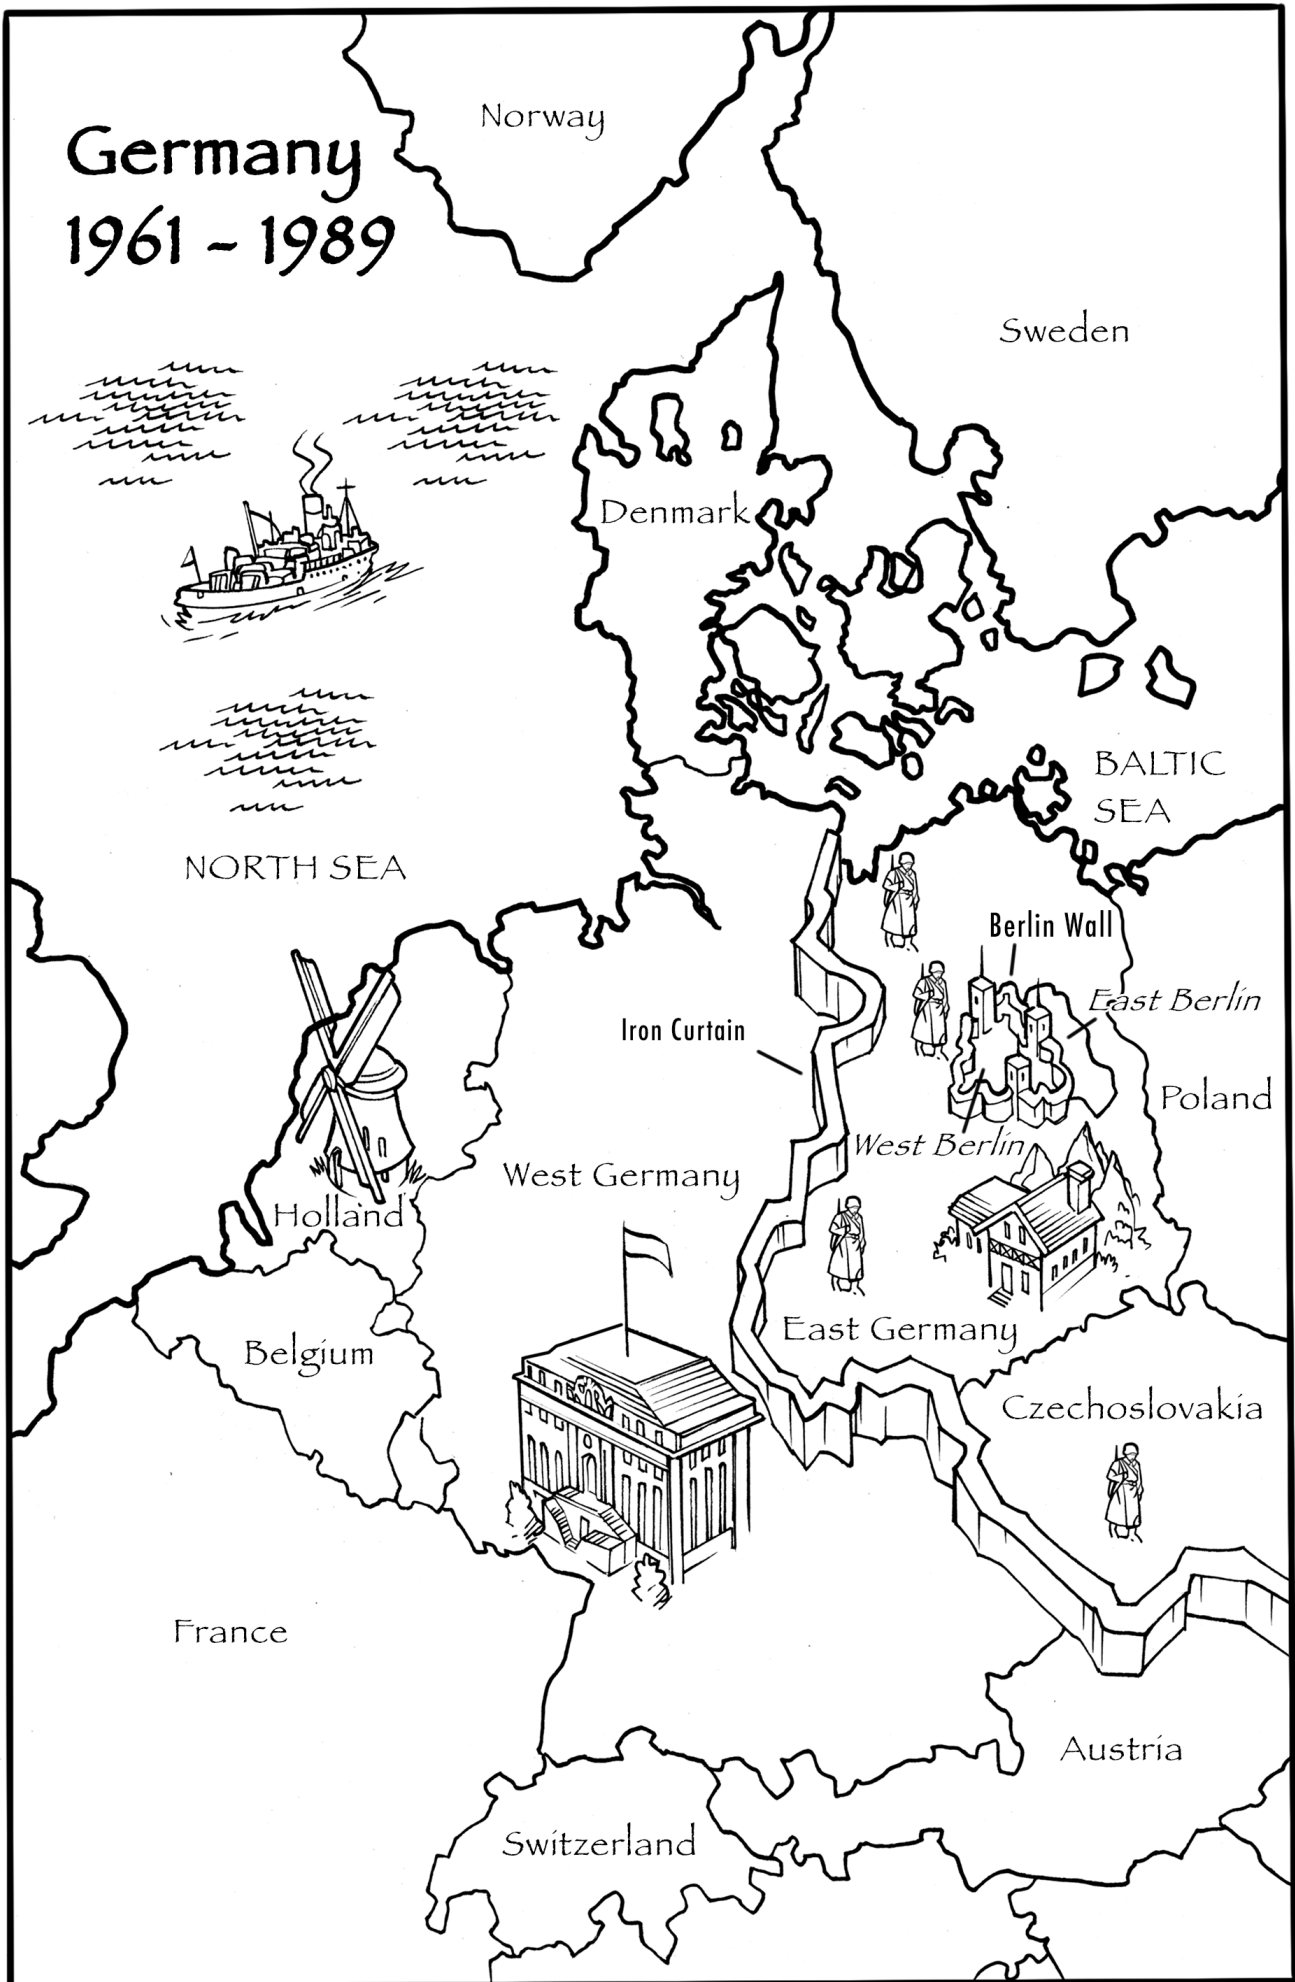 Norway
Germany
1961 – 1989
Sweden
Denmark
BALTIC
SEA
NORTH SEA
Berlin Wall
East Berlin
Iron Curtain
Poland
West Berlin
West Germany
Holland
East Germany
Belgium
Czechoslovakia
France
Austria
Switzerland